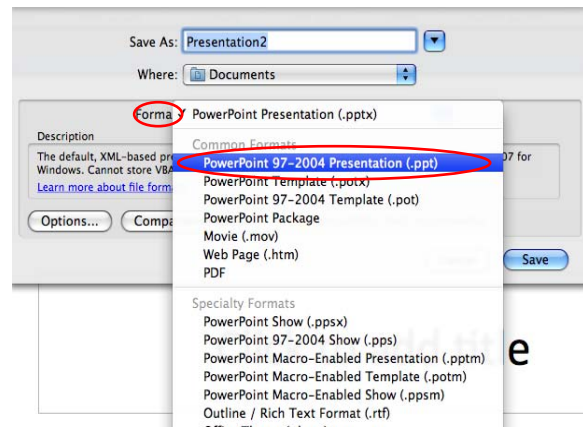 Save As: Presentation2
Where: Documents
Forma ✓ PowerPoint Presentation (.pptx)
Description
The default, XML-based pre
Windows. Cannot store VBA
Learn more about file form
07 for
Options...
Compa
Common Formats
PowerPoint 97-2004 Presentation (.ppt)
PowerPoint Template (.potx)
PowerPoint 97-2004 Template (.pot)
PowerPoint Package
Movie (.mov)
Web Page (.htm)
PDF
Specialty Formats
PowerPoint Show (.ppsx)
PowerPoint 97-2004 Show (.pps)
PowerPoint Macro-Enabled Presentation (.pptm)
PowerPoint Macro-Enabled Template (.potm)
PowerPoint Macro-Enabled Show (.ppsm)
Outline / Rich Text Format (.rtf)
Save